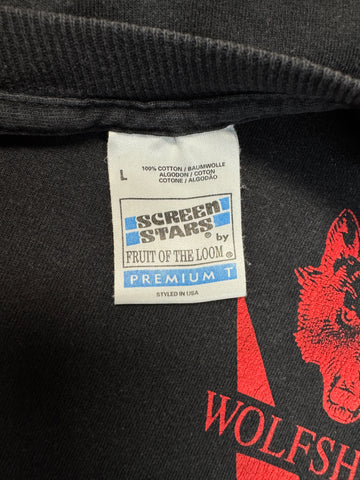 L
100% COTTON / BAUMWOLLE
ALGODON / COTON
COTONE / ALGODÃO
SCREEN
STARS®
by
FRUIT OF THE LOOM®
PREMIUM T
STYLED IN USA
WOLFSH